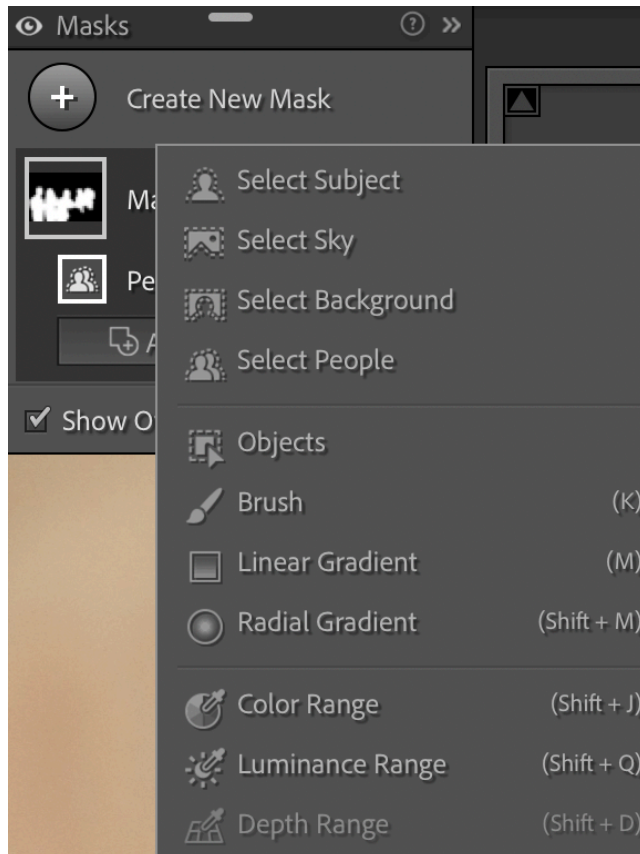 Masks
Create New Mask
Ma
Select Subject
Select Sky
Pe
Select Background
A
Select People
Show O
Objects
Brush (K)
Linear Gradient (M)
Radial Gradient (Shift + M)
Color Range (Shift + J)
Luminance Range (Shift + Q)
Depth Range (Shift + D)